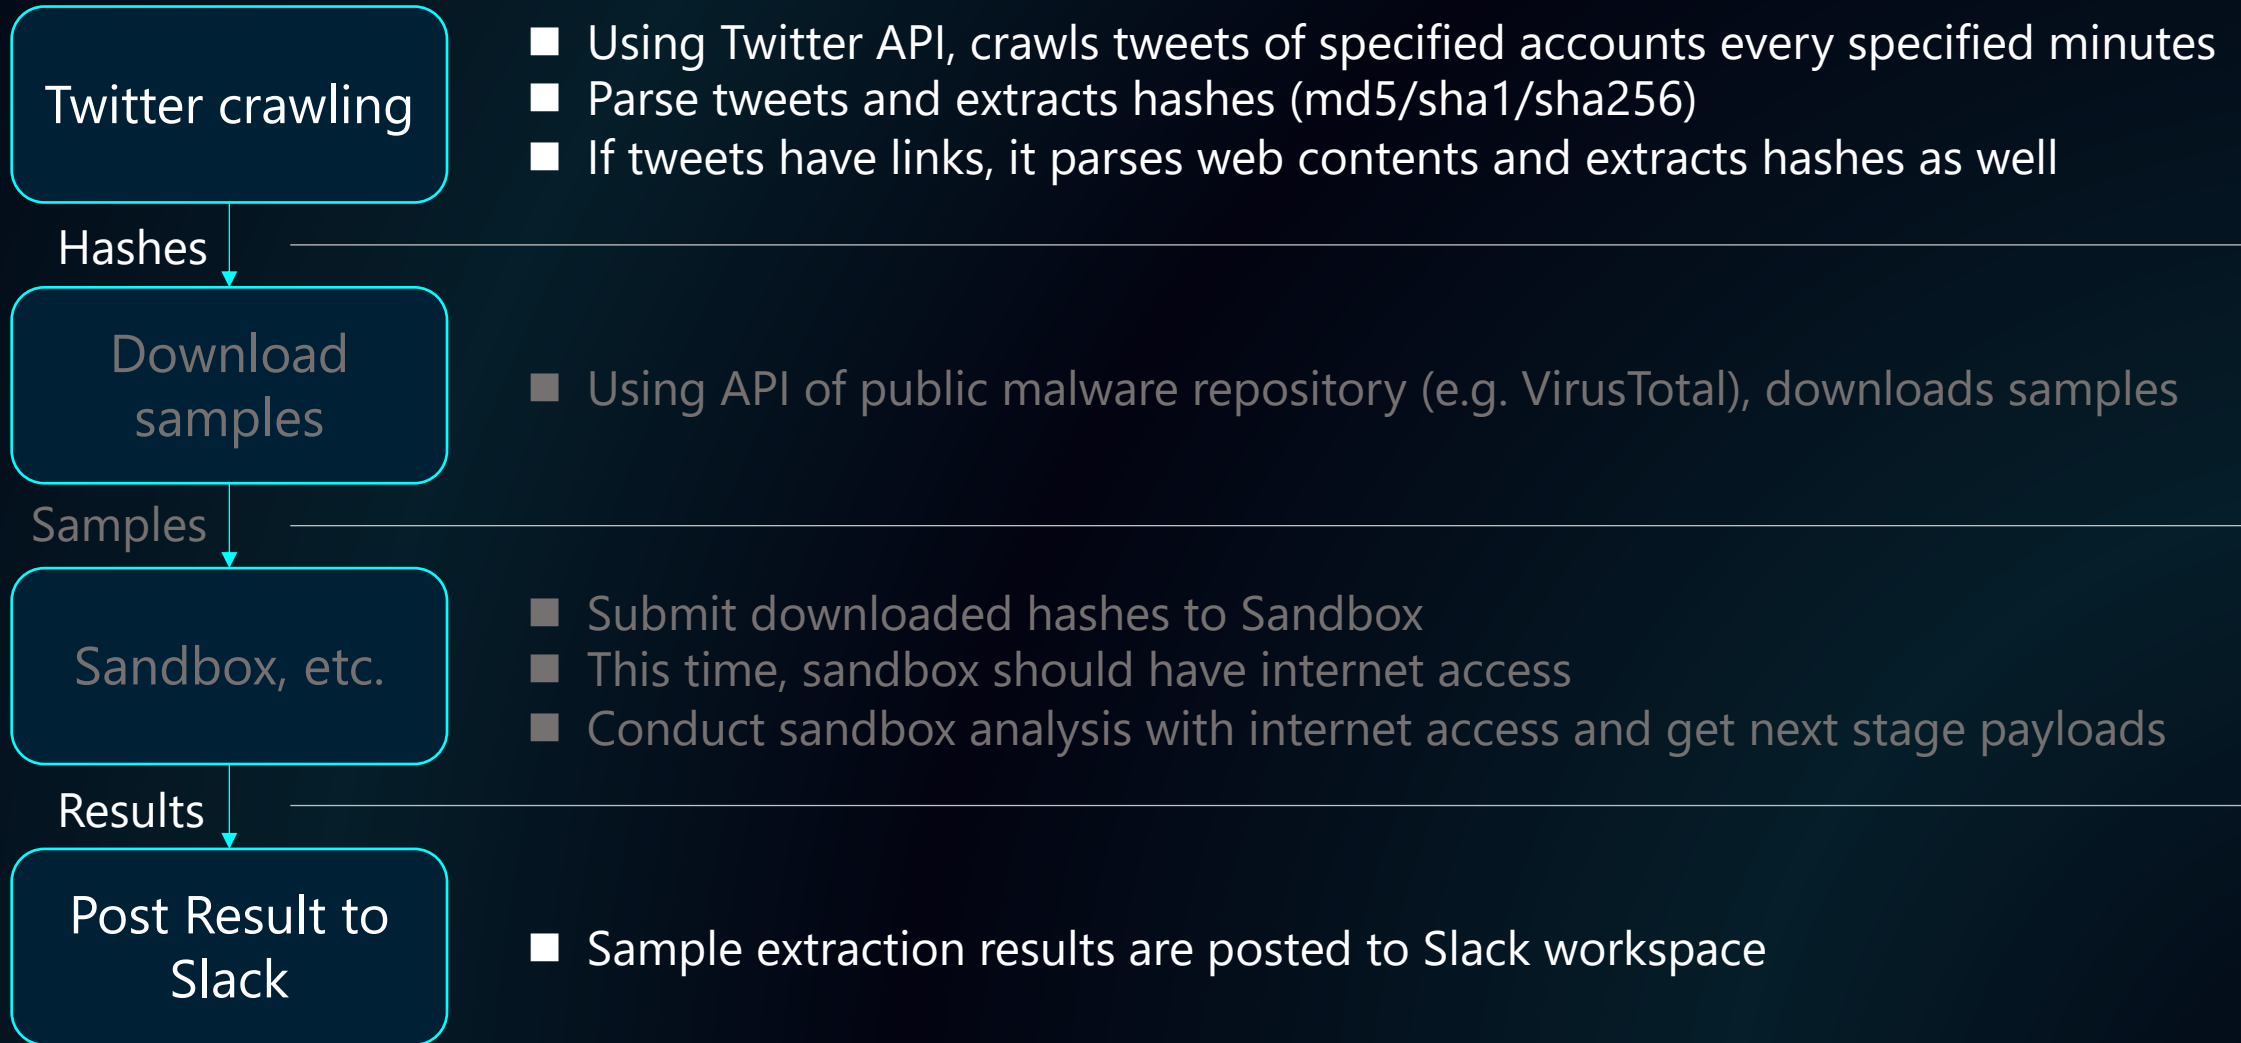 Twitter crawling
■ Using Twitter API, crawls tweets of specified accounts every specified minutes
■ Parse tweets and extracts hashes (md5/sha1/sha256)
■ If tweets have links, it parses web contents and extracts hashes as well
Hashes
Download
samples
■ Using API of public malware repository (e.g. VirusTotal), downloads samples
Samples
Sandbox, etc.
■ Submit downloaded hashes to Sandbox
■ This time, sandbox should have internet access
■ Conduct sandbox analysis with internet access and get next stage payloads
Results
Post Result to
Slack
■ Sample extraction results are posted to Slack workspace